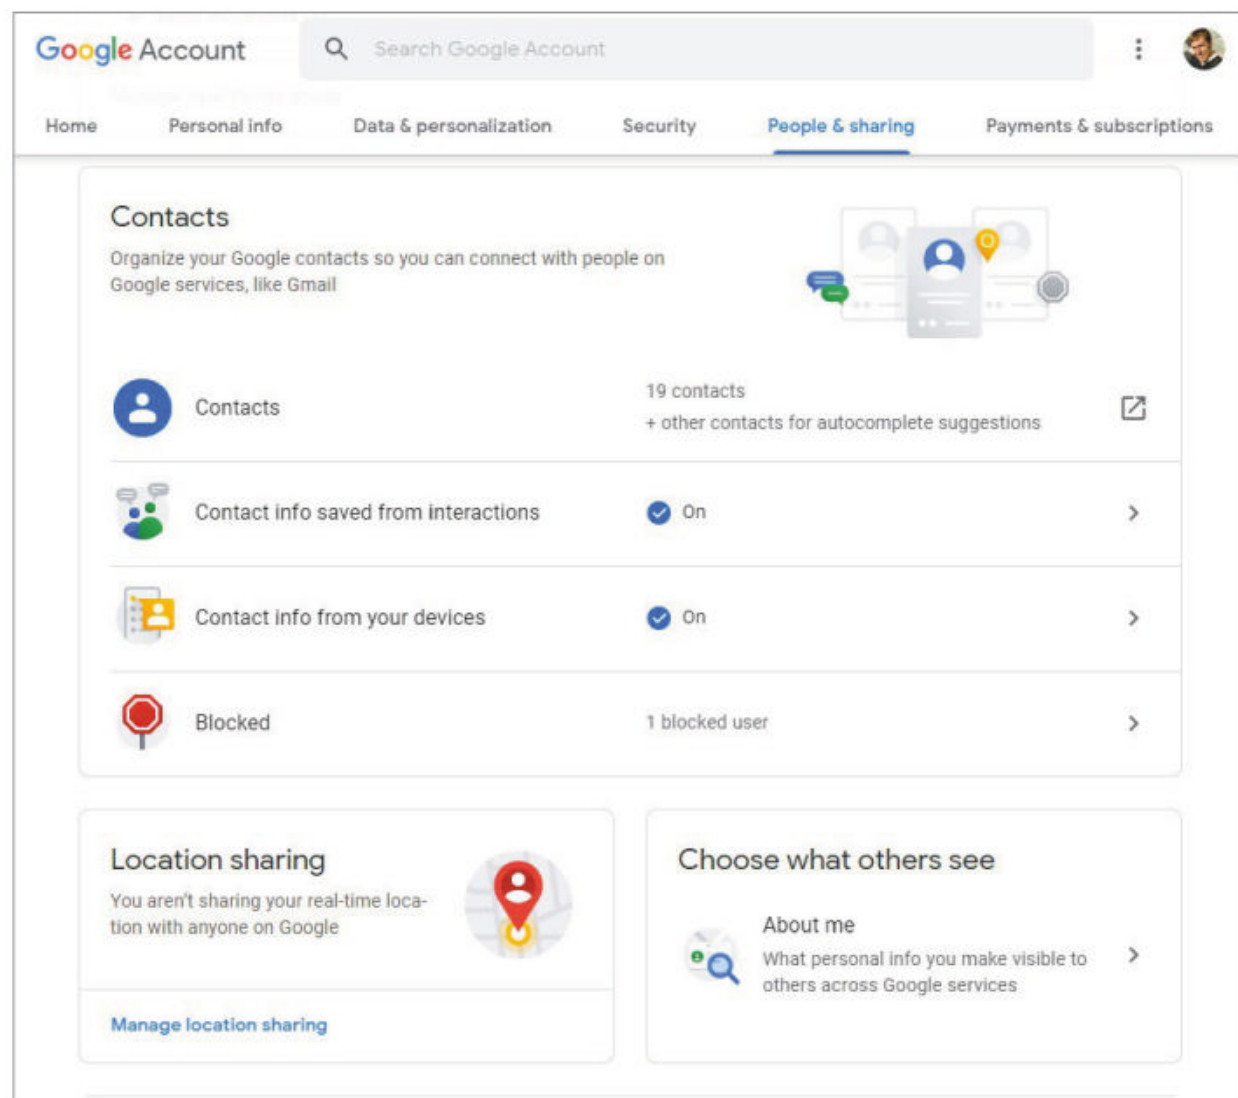 Google Account
Search Google Account
Home Personal info Data & personalization Security People & sharing Payments & subscriptions
Contacts
Organize your Google contacts so you can connect with people on
Google services, like Gmail
Contacts
19 contacts
+ other contacts for autocomplete suggestions
Contact info saved from interactions On
Contact info from your devices On
Blocked 1 blocked user
Location sharing
You aren't sharing your real-time loca-
tion with anyone on Google
Manage location sharing
Choose what others see
About me
What personal info you make visible to
others across Google services